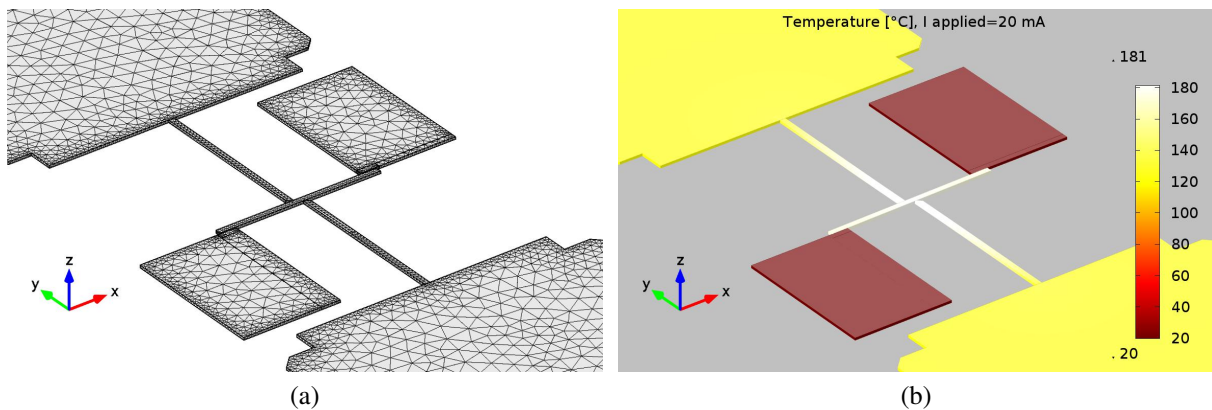 Temperature [°C], I applied=20 mA
. 181
180
160
140
120
100
80
60
40
20
. 20
z
y
x
z
y
x
(a)
(b)